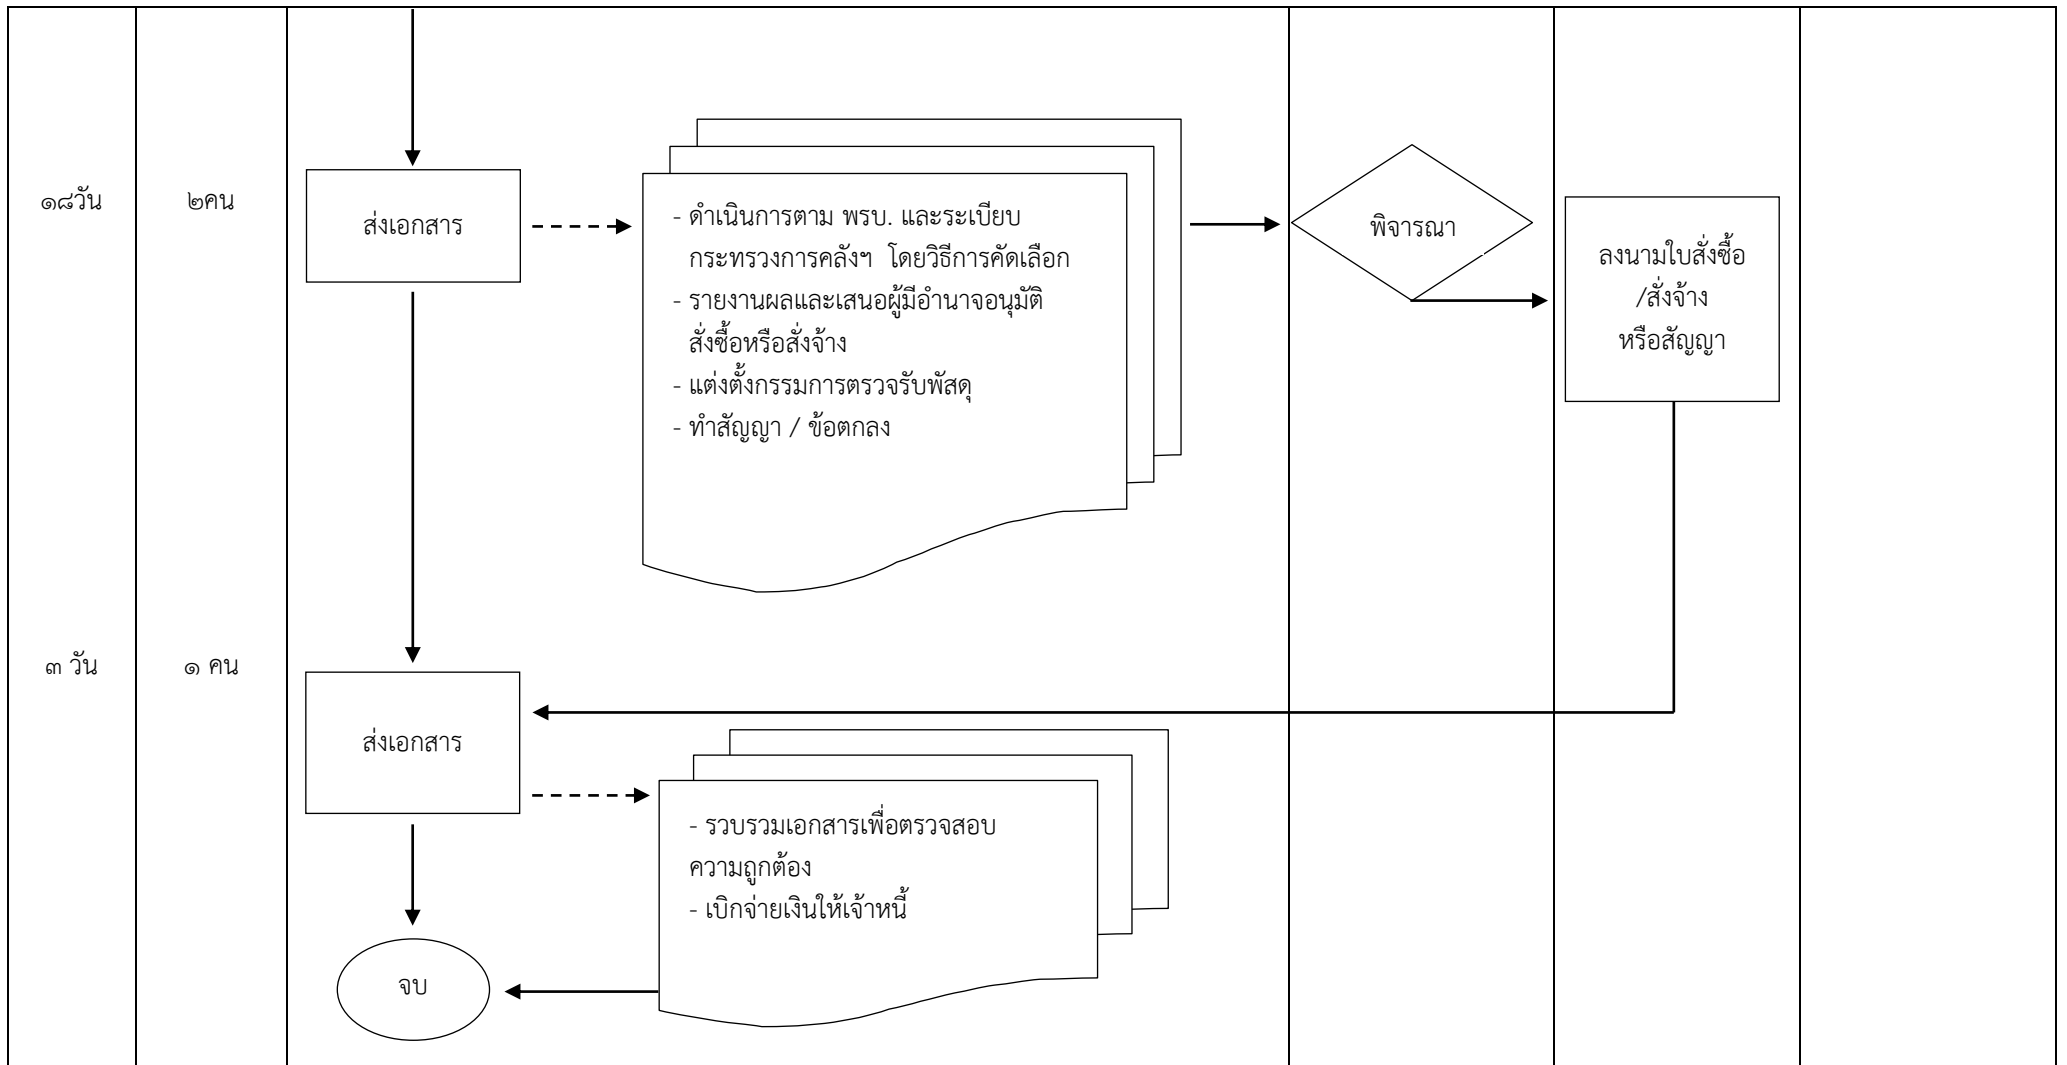 ๑๘วัน
๒คน
ส่งเอกสาร
- ดำเนินการตาม พรบ. และระเบียบ
กระทรวงการคลังฯ โดยวิธีการคัดเลือก
- รายงานผลและเสนอผู้มีอำนาจอนุมัติ
สั่งซื้อหรือสั่งจ้าง
- แต่งตั้งกรรมการตรวจรับพัสดุ
- ทำสัญญา / ข้อตกลง
พิจารณา
ลงนามใบสั่งซื้อ
/สั่งจ้าง
หรือสัญญา
๓ วัน
๑ คน
ส่งเอกสาร
- รวบรวมเอกสารเพื่อตรวจสอบ
ความถูกต้อง
- เบิกจ่ายเงินให้เจ้าหนี้
จบ